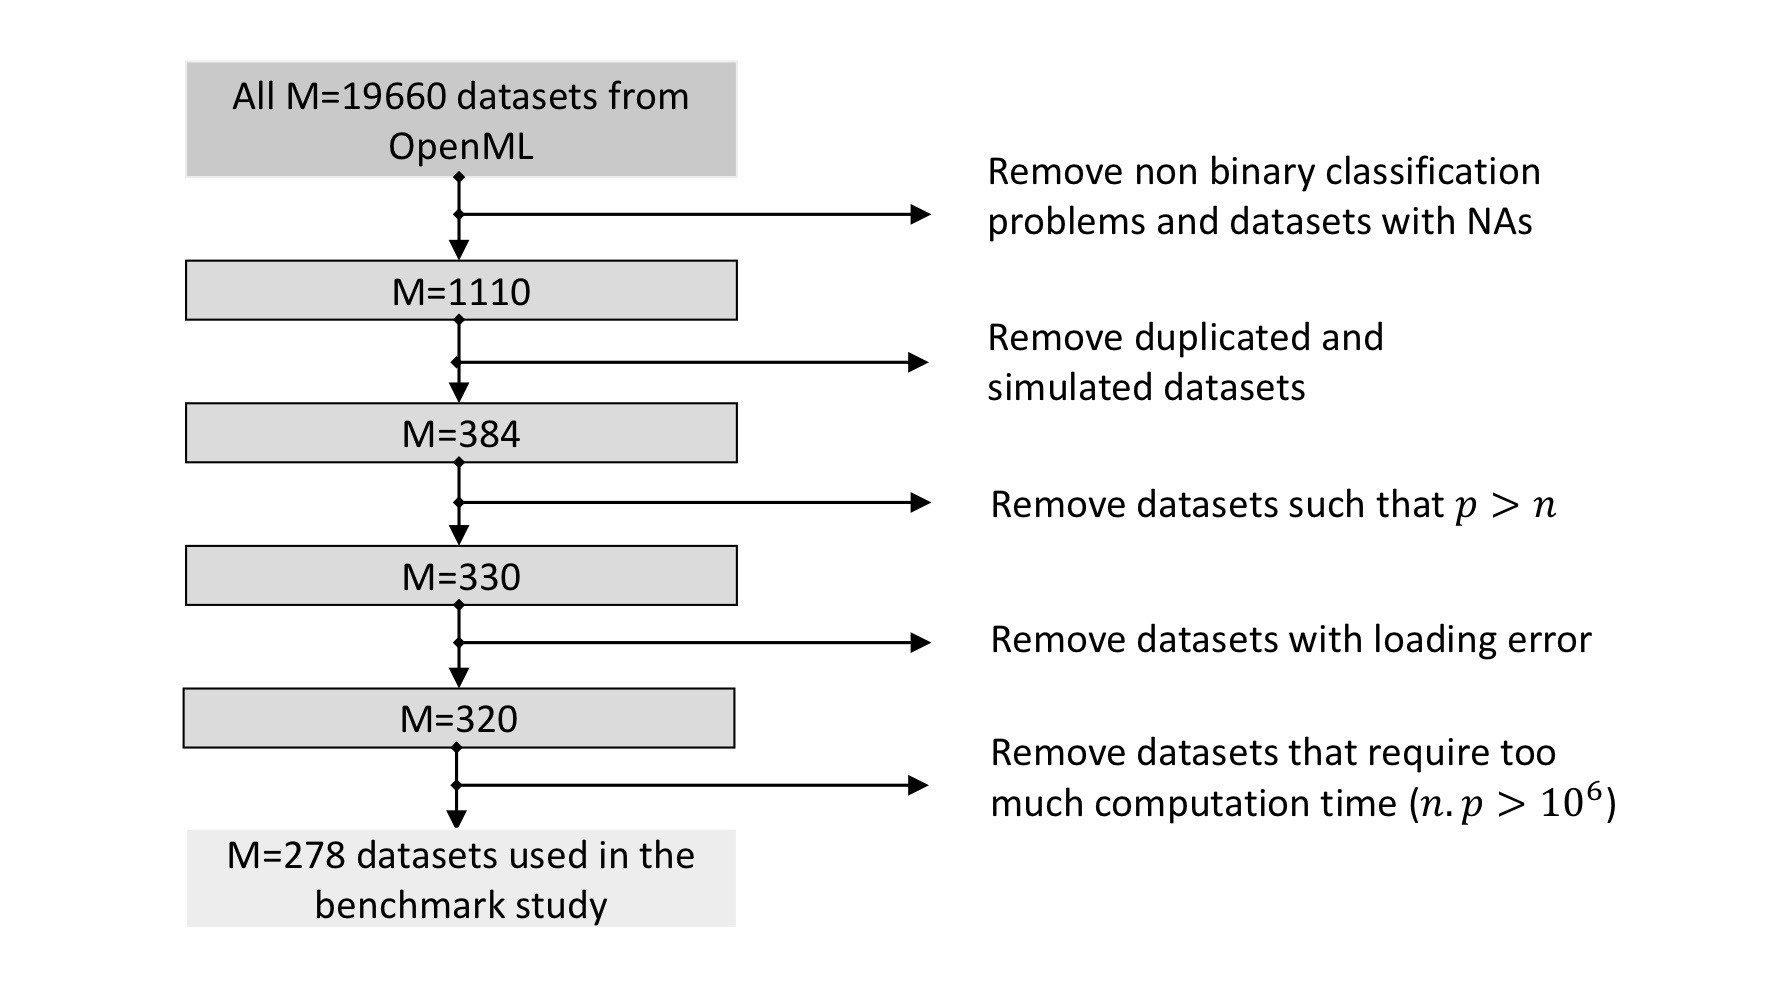 All M=19660 datasets from
OpenML
Remove non binary classification
problems and datasets with NAs
M=1110
Remove duplicated and
simulated datasets
M=384
Remove datasets such that 𝑝 > 𝑛
M=330
Remove datasets with loading error
M=320
Remove datasets that require too
much computation time (𝑛. 𝑝 > 10⁶)
M=278 datasets used in the
benchmark study